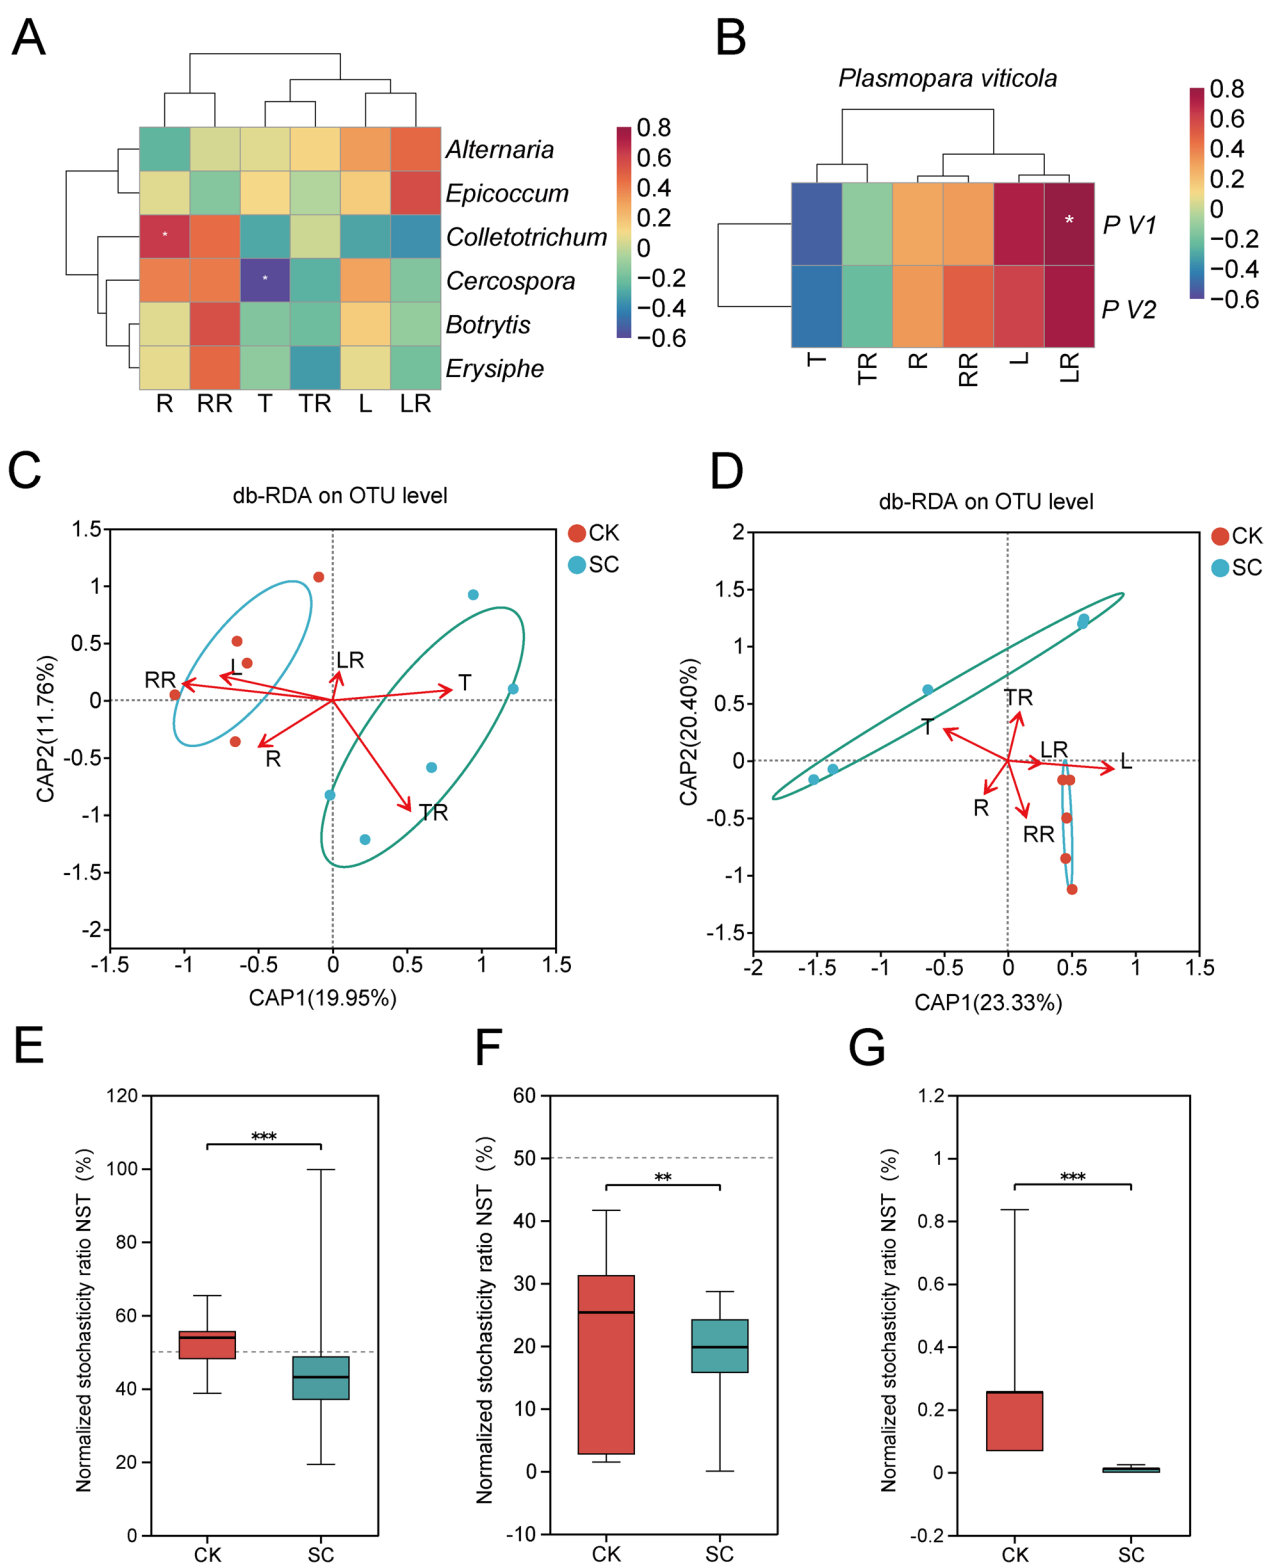 A
Alternaria
Epicoccum
Colletotrichum
Cercospora
Botrytis
Erysiphe
* *
R RR T TR L LR
0.8
0.6
0.4
0.2
0
−0.2
−0.4
−0.6
B
Plasmopara viticola
*
P V1
P V2
T TR R RR L LR
0.8
0.6
0.4
0.2
0
−0.2
−0.4
−0.6
C
db-RDA on OTU level
CK
SC
CAP2(11.76%)
1.5
1
0.5
0
-0.5
-1
-1.5
-2
RR
L
LR
T
R
TR
-1.5 -1 -0.5 0 0.5 1 1.5
CAP1(19.95%)
D
db-RDA on OTU level
CK
SC
CAP2(20.40%)
2
1.5
1
0.5
0
-0.5
-1
-1.5
T
TR
LR
L
R
RR
-2 -1.5 -1 -0.5 0 0.5 1 1.5
CAP1(23.33%)
E
Normalized stochasticity ratio NST (%)
120
100
80
60
40
20
0
***
CK SC
F
Normalized stochasticity ratio NST (%)
60
50
40
30
20
10
0
-10
**
CK SC
G
Normalized stochasticity ratio NST (%)
1.2
1
0.8
0.6
0.4
0.2
0
-0.2
***
CK SC